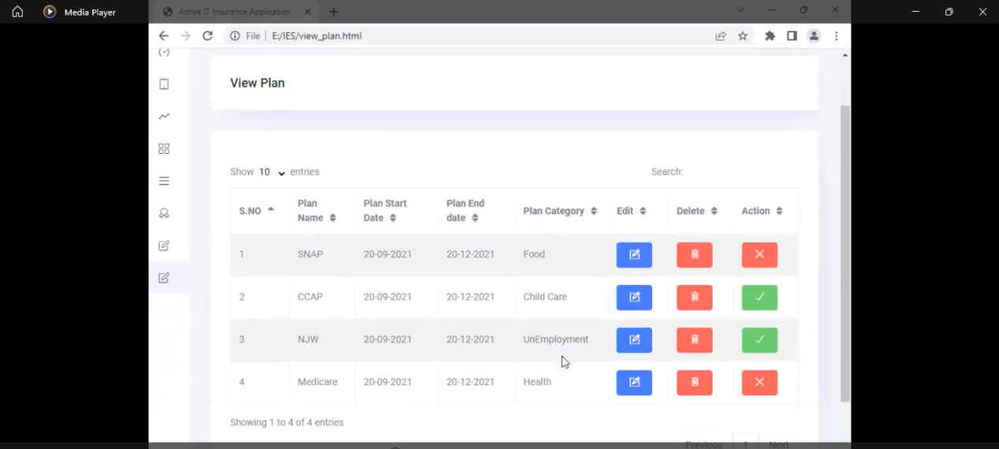 Media Player
Ashok IT Insurence Application
File E:/IES/view_plan.html
View Plan
Show 10 entries
Search:
S.NO Plan Name Plan Start Date Plan End date Plan Category Edit Delete Action
1 SNAP 20-09-2021 20-12-2021 Food
2 CCAP 20-09-2021 20-12-2021 Child Care
3 NJW 20-09-2021 20-12-2021 UnEmployment
4 Medicare 20-09-2021 20-12-2021 Health
Showing 1 to 4 of 4 entries
Previous 1 Next